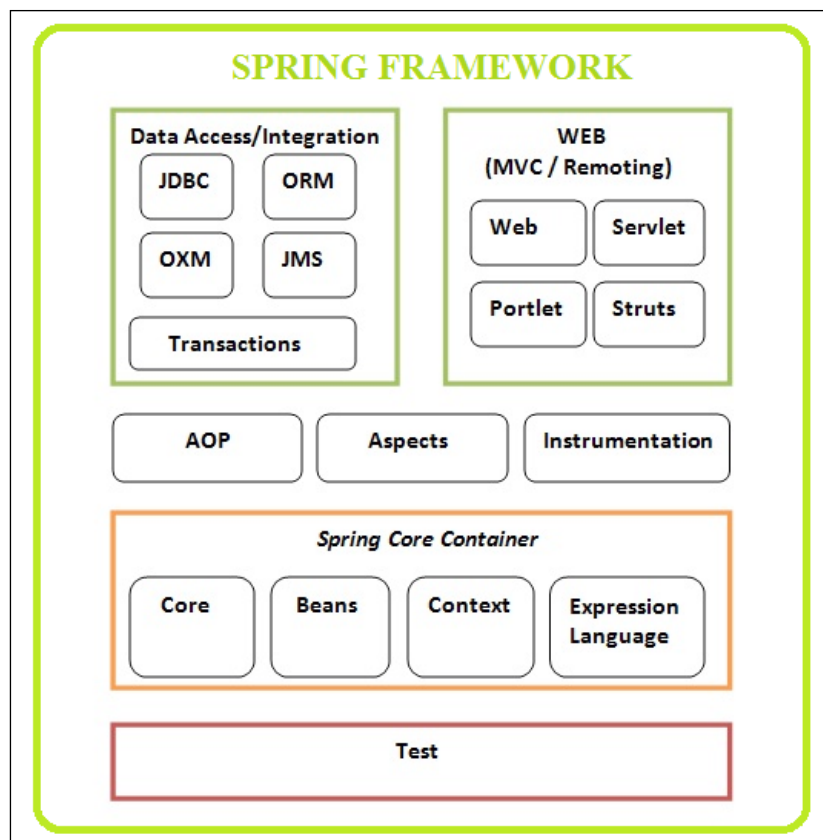 SPRING FRAMEWORK
Data Access/Integration
JDBC
ORM
OXM
JMS
Transactions
WEB
(MVC / Remoting)
Web
Servlet
Portlet
Struts
AOP
Aspects
Instrumentation
Spring Core Container
Core
Beans
Context
Expression
Language
Test